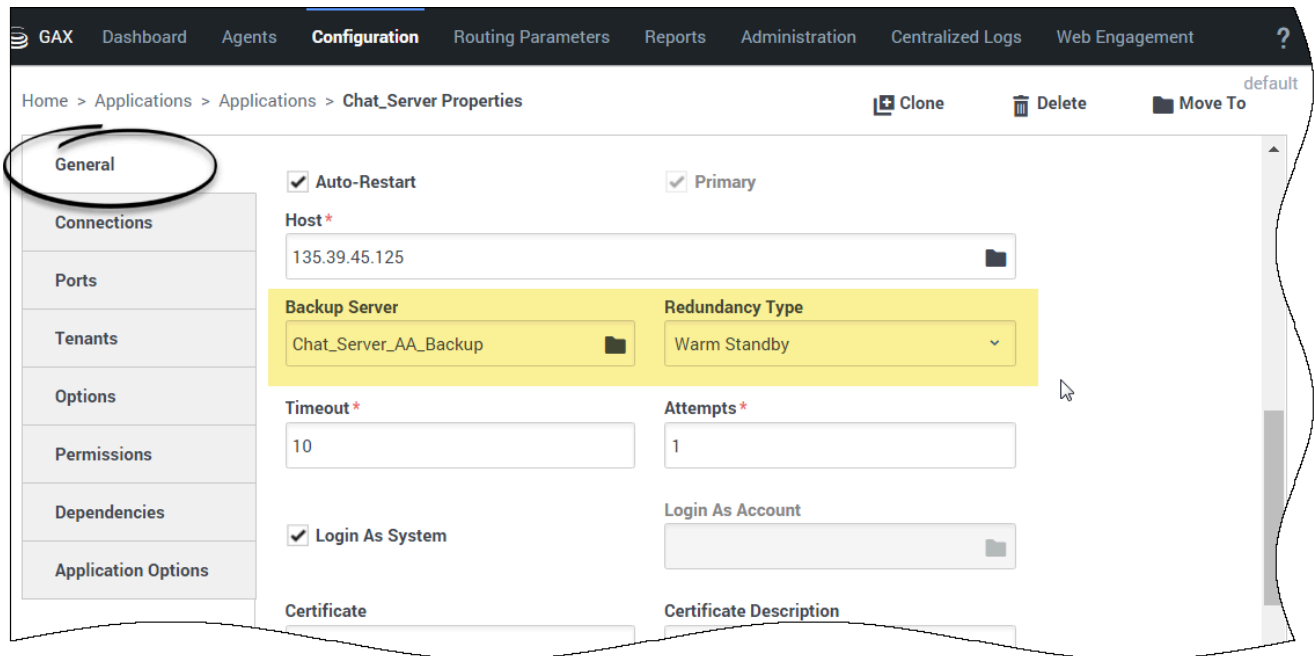 GAX Dashboard Agents Configuration Routing Parameters Reports Administration Centralized Logs Web Engagement ?
default
Home > Applications > Applications > Chat_Server Properties Clone Delete Move To
General
Connections
Ports
Tenants
Options
Permissions
Dependencies
Application Options
Auto-Restart Primary
Host *
135.39.45.125
Backup Server Redundancy Type
Chat_Server_AA_Backup Warm Standby
Timeout * Attempts *
10 1
Login As Account
Login As System
Certificate Certificate Description